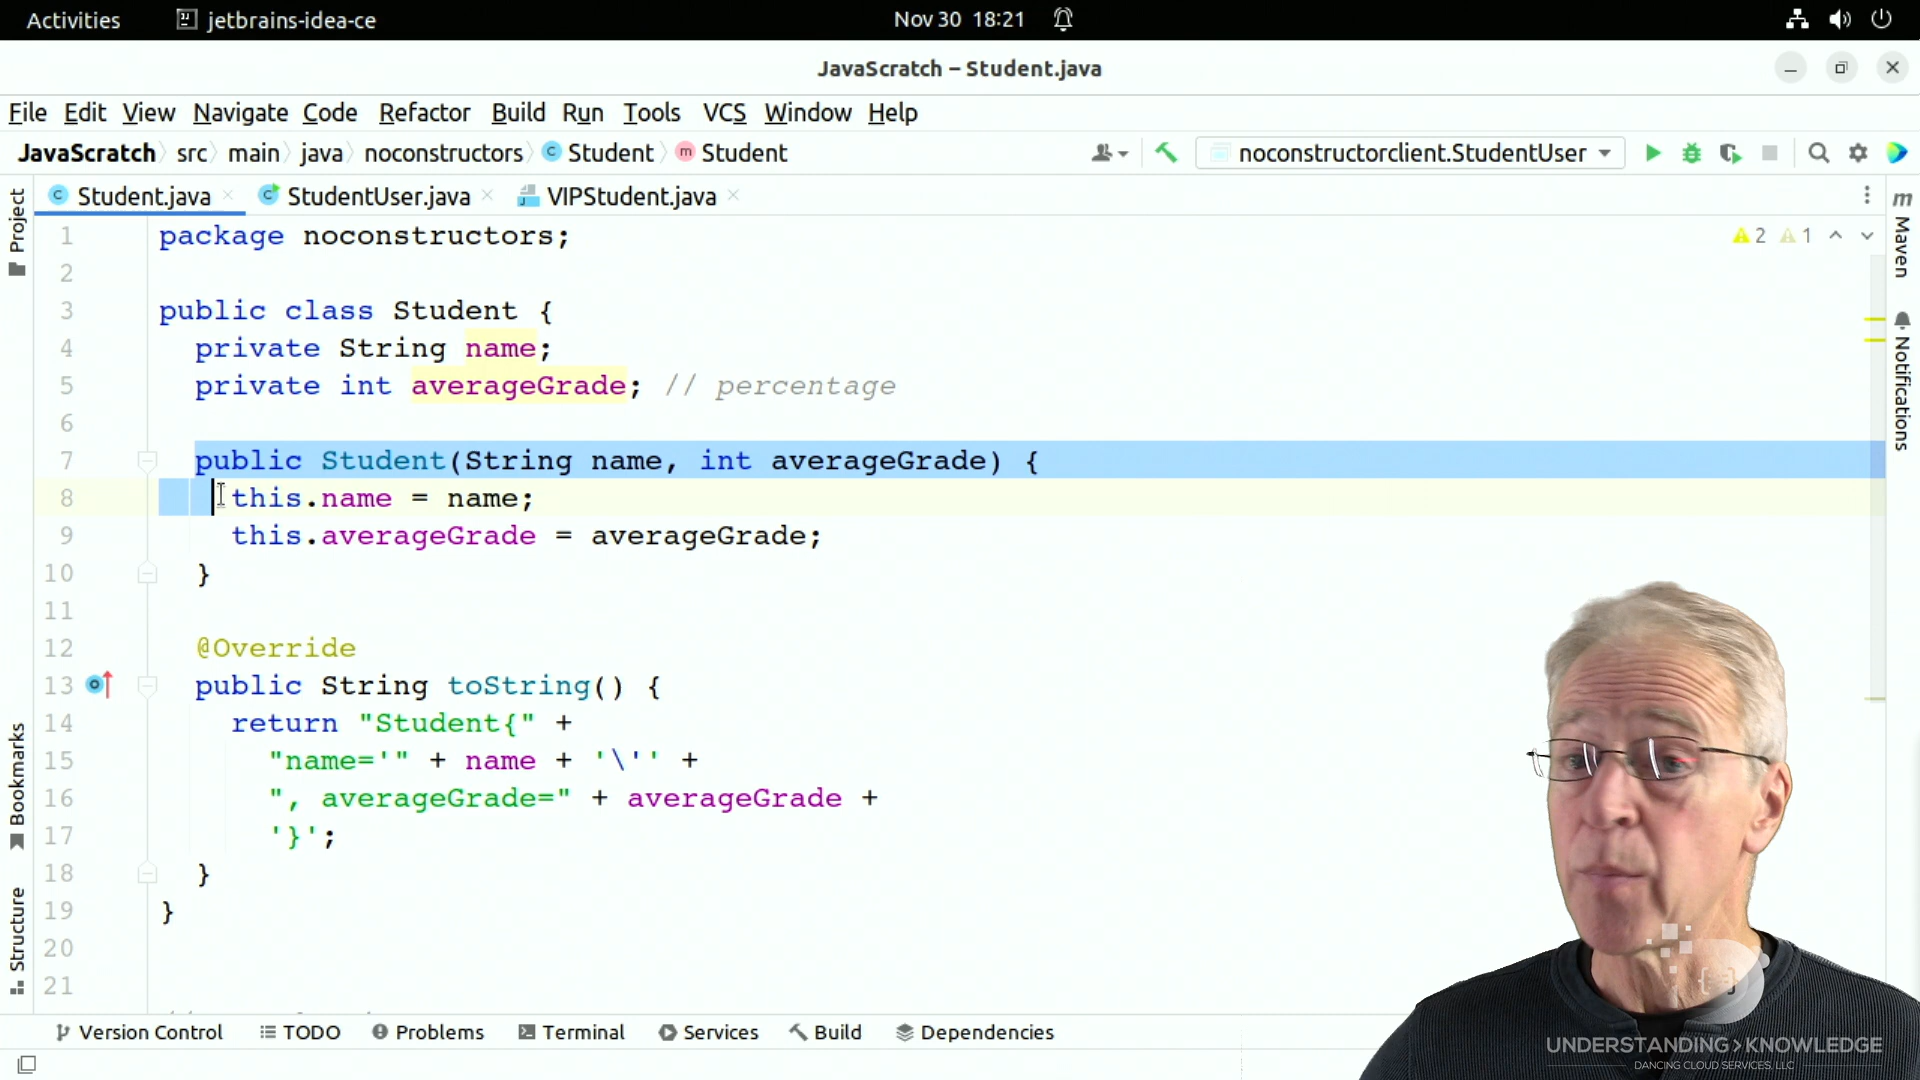 Activities jetbrains-idea-ce Nov 30 18:21
JavaScratch – Student.java
File Edit View Navigate Code Refactor Build Run Tools VCS Window Help
JavaScratch src main java noconstructors Student Student noconstructorclient.StudentUser
Student.java StudentUser.java VIPStudent.java
Project
Bookmarks
Structure
1 package noconstructors;
2
3 public class Student {
4 private String name;
5 private int averageGrade; // percentage
6
7 public Student(String name, int averageGrade) {
8 this.name = name;
9 this.averageGrade = averageGrade;
10 }
11
12 @Override
13 public String toString() {
14 return "Student{" +
15 "name='" + name + '\'' +
16 ", averageGrade=" + averageGrade +
17 '}';
18 }
19 }
20
21
2 1
m Maven
Notifications
Version Control TODO Problems Terminal Services Build Dependencies
UNDERSTANDING>KNOWLEDGE
DANCING CLOUD SERVICES, LLC